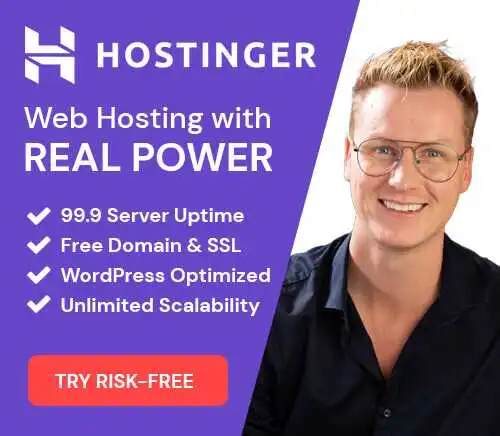 HOSTINGER
Web Hosting with
REAL POWER
99.9 Server Uptime
Free Domain & SSL
WordPress Optimized
Unlimited Scalability
TRY RISK-FREE